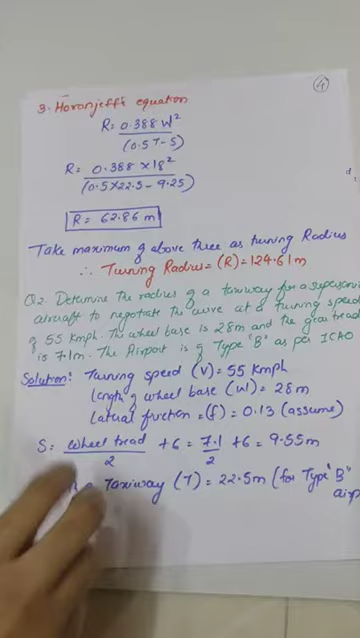 4
3. Horonjeff's equation
R = 0.388 W²
(0.5T - S)
R = 0.388 × 18²
(0.5 × 22.5 - 9.25)
R = 62.86 m
Take maximum of above three as turning Radius
∴ Turning Radius = (R) = 124.61 m
Q2. Determine the radius of a taxiway for a supersonic
aircraft to negotiate the curve at a turning speed
of 55 kmph. The wheel base is 28m and the gear tread
is 7.1m. The Airport is of Type "B" as per ICAO
Solution: Turning speed (V) = 55 kmph
Length of wheel base (W) = 28m
Lateral friction = (f) = 0.13 (assume)
S = wheel tread + 6 = 7.1 + 6 = 9.55m
2 2
Taxiway (T) = 22.5m (for Type "B"